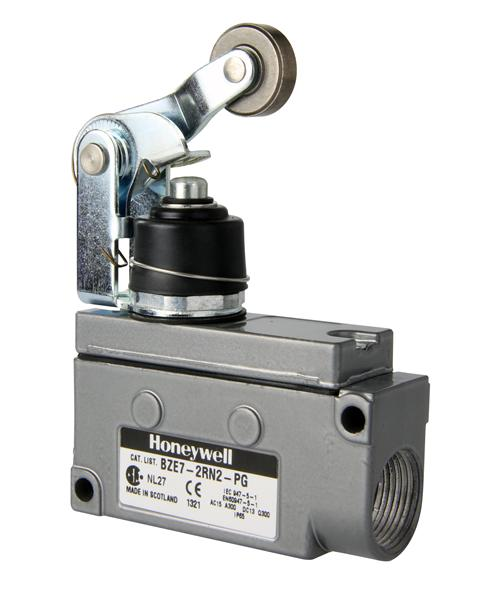 Honeywell
CAT. LIST. BZE7-2RN2-PG
NL27
CE
IEC 947-5-1
EN60947-5-1
AC15 A300 DC13 Q300
MADE IN SCOTLAND 1321
IP65